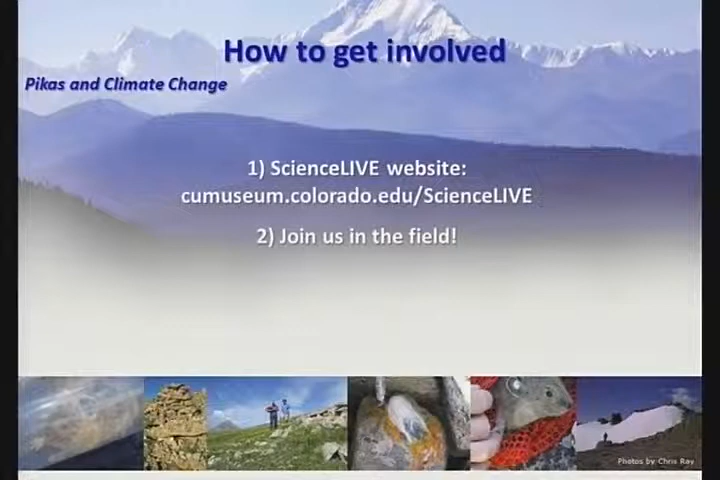 How to get involved
Pikas and Climate Change
1) ScienceLIVE website:
cumuseum.colorado.edu/ScienceLIVE
2) Join us in the field!
Photos by Chris Ray